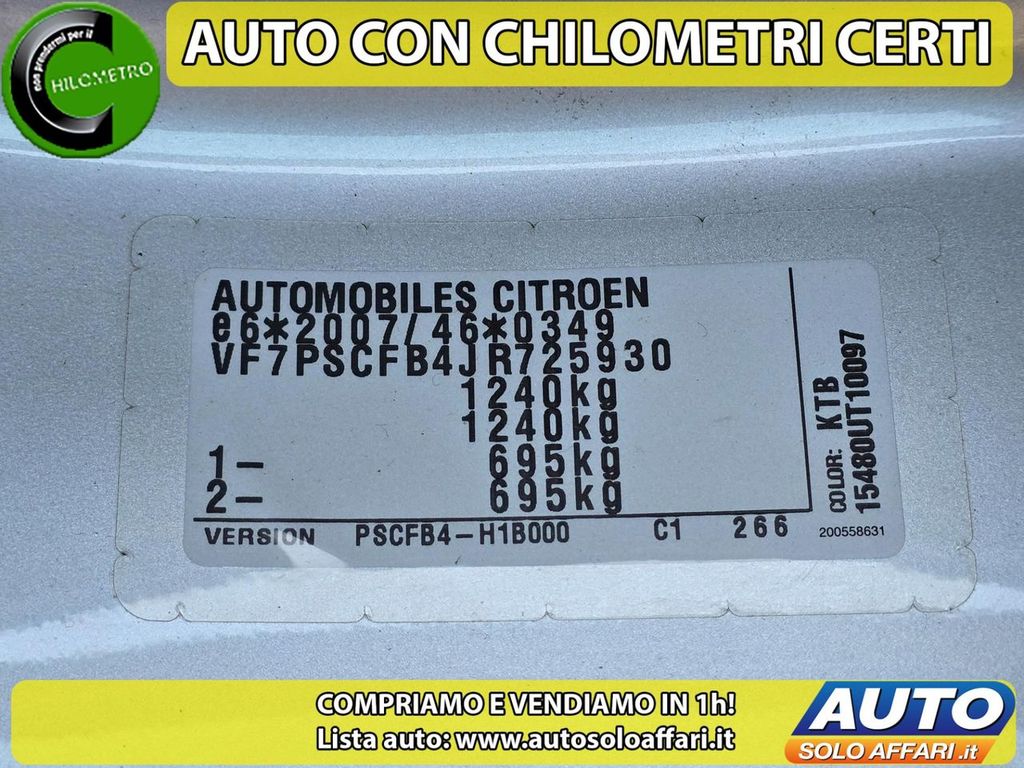 non prendermi per il
CHILOMETRO
AUTO CON CHILOMETRI CERTI
AUTOMOBILES CITROEN
e6*2007/46*0349
VF7PSCFB4JR725930
1240kg
1240kg
1- 695kg
2- 695kg
VERSION PSCFB4-H1B000 C1 266
COLOR: KTB
15480UT10097
200558631
COMPRIAMO E VENDIAMO IN 1h!
Lista auto: www.autosoloaffari.it
AUTO
SOLO AFFARI.it